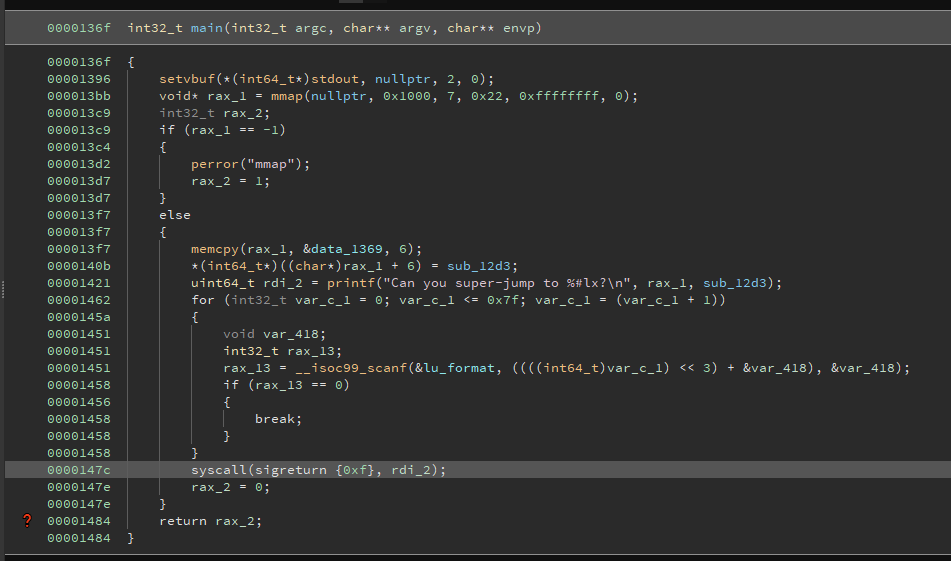 0000136f  int32_t main(int32_t argc, char** argv, char** envp)
0000136f  {
00001396      setvbuf(*(int64_t*)stdout, nullptr, 2, 0);
000013bb      void* rax_1 = mmap(nullptr, 0x1000, 7, 0x22, 0xffffffff, 0);
000013c9      int32_t rax_2;
000013c9      if (rax_1 == -1)
000013c4      {
000013d2          perror("mmap");
000013d7          rax_2 = 1;
000013d7      }
000013f7      else
000013f7      {
000013f7          memcpy(rax_1, &data_1369, 6);
0000140b          *(int64_t*)((char*)rax_1 + 6) = sub_12d3;
00001421          uint64_t rdi_2 = printf("Can you super-jump to %#lx?\n", rax_1, sub_12d3);
00001462          for (int32_t var_c_1 = 0; var_c_1 <= 0x7f; var_c_1 = (var_c_1 + 1))
0000145a          {
00001451              void var_418;
00001451              int32_t rax_13;
00001451              rax_13 = __isoc99_scanf(&lu_format, ((((int64_t)var_c_1) << 3) + &var_418), &var_418);
00001458              if (rax_13 == 0)
00001456              {
00001458                  break;
00001458              }
00001458          }
0000147c          syscall(sigreturn {0xf}, rdi_2);
0000147e          rax_2 = 0;
0000147e      }
? 00001484      return rax_2;
00001484  }